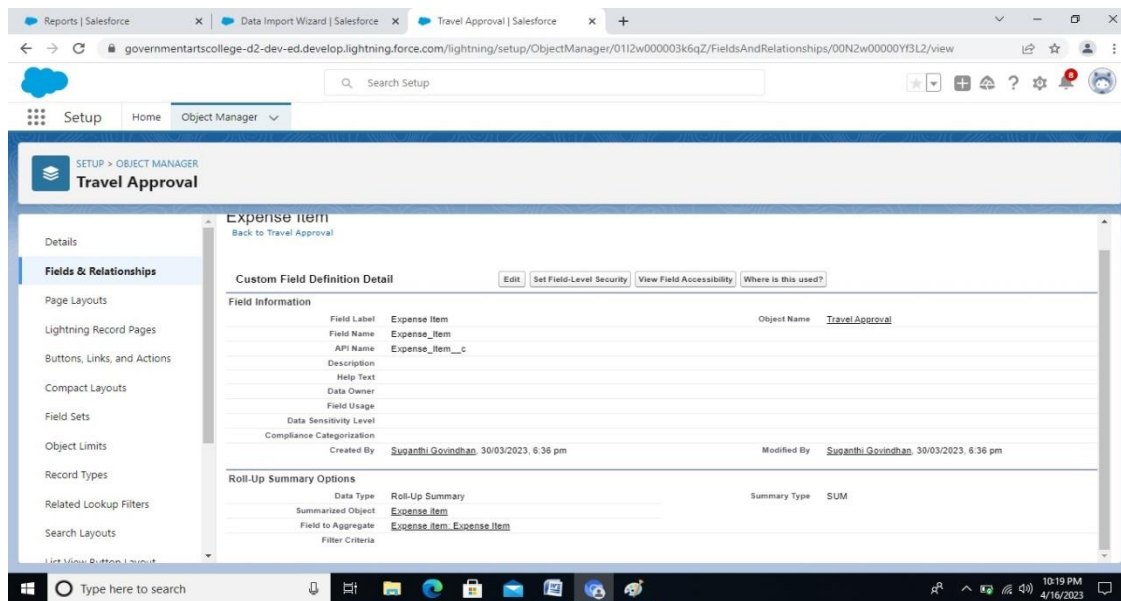 Reports | Salesforce
Data Import Wizard | Salesforce
Travel Approval | Salesforce
governmentartscollege-d2-dev-ed.develop.lightning.force.com/lightning/setup/ObjectManager/01I2w000003k6qZ/FieldsAndRelationships/00N2w00000Yf3L2/view
Search Setup
8
Setup Home Object Manager
SETUP > OBJECT MANAGER
Travel Approval
Details
Fields & Relationships
Page Layouts
Lightning Record Pages
Buttons, Links, and Actions
Compact Layouts
Field Sets
Object Limits
Record Types
Related Lookup Filters
Search Layouts
List View Button Layout
Expense Item
Back to Travel Approval
Custom Field Definition Detail Edit Set Field-Level Security View Field Accessibility Where is this used?
Field Information
Field Label Expense Item Object Name Travel Approval
Field Name Expense_Item
API Name Expense_Item__c
Description
Help Text
Data Owner
Field Usage
Data Sensitivity Level
Compliance Categorization
Created By Suganthi Govindhan, 30/03/2023, 6:36 pm Modified By Suganthi Govindhan, 30/03/2023, 6:36 pm
Roll-Up Summary Options
Data Type Roll-Up Summary Summary Type SUM
Summarized Object Expense item
Field to Aggregate Expense item: Expense Item
Filter Criteria
Type here to search
10:19 PM
4/16/2023